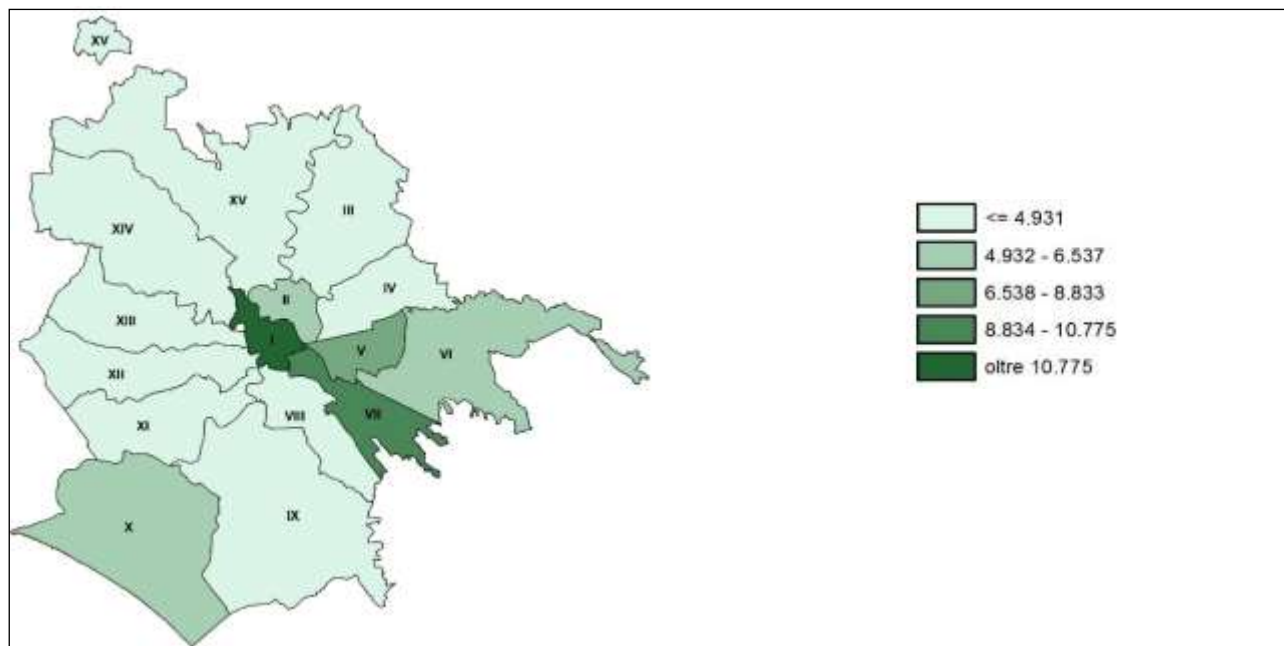 XV
XV
III
XIV
IV
II
XIII
I
V
VI
XII
VII
VIII
XI
IX
X
<= 4.931
4.932 - 6.537
6.538 - 8.833
8.834 - 10.775
oltre 10.775